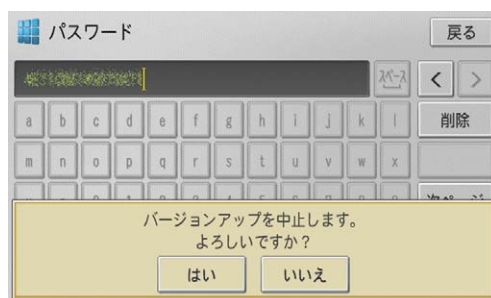 パスワード
戻る
スペース
< >
a b c d e f g h i j k l
削除
m n o p q r s t u v w x
バージョンアップを中止します。
よろしいですか？
はい
いいえ